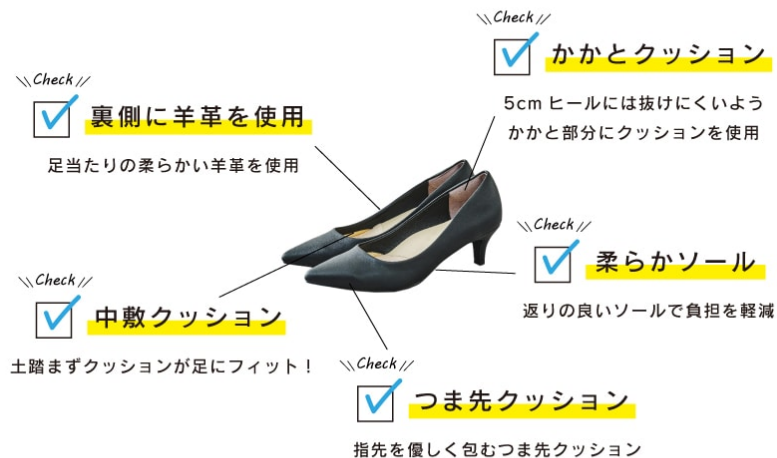 Check
かかとクッション
5cmヒールには抜けにくいよう
かかと部分にクッションを使用
Check
裏側に羊革を使用
足当たりの柔らかい羊革を使用
Check
柔らかソール
返りの良いソールで負担を軽減
Check
中敷クッション
土踏まずクッションが足にフィット！
Check
つま先クッション
指先を優しく包むつま先クッション